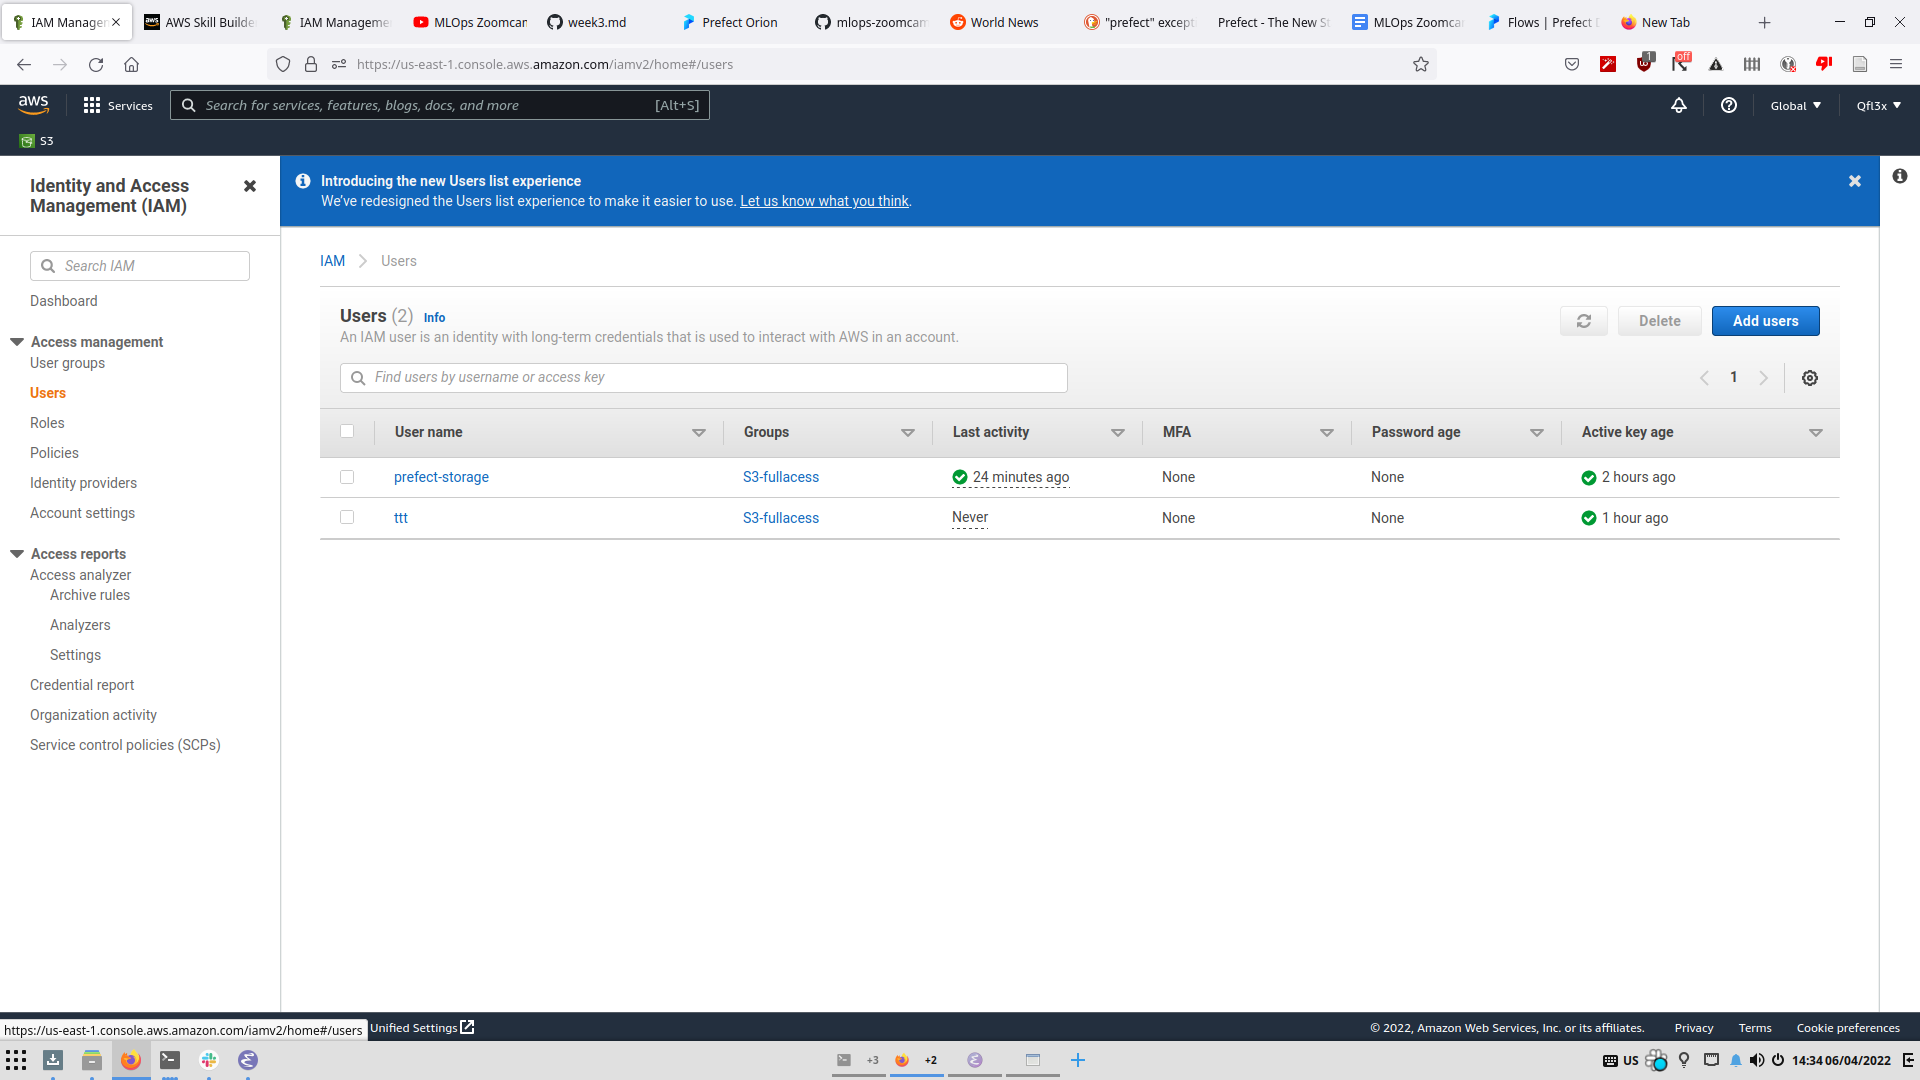 IAM Manage
AWS Skill Builde
IAM Manageme
MLOps Zoomcam
week3.md
Prefect Orion
mlops-zoomcam
World News
"prefect" except
Prefect - The New S
MLOps Zoomca
Flows | Prefect
New Tab
https://us-east-1.console.aws.amazon.com/iamv2/home#/users
1
off
aws
Services
Search for services, features, blogs, docs, and more
[Alt+S]
Global
Qfl3x
S3
Identity and Access
Management (IAM)
Search IAM
Dashboard
Access management
User groups
Users
Roles
Policies
Identity providers
Account settings
Access reports
Access analyzer
Archive rules
Analyzers
Settings
Credential report
Organization activity
Service control policies (SCPs)
Introducing the new Users list experience
We've redesigned the Users list experience to make it easier to use. Let us know what you think.
IAM
Users
Users (2) Info
An IAM user is an identity with long-term credentials that is used to interact with AWS in an account.
Delete
Add users
Find users by username or access key
1
User name Groups Last activity MFA Password age Active key age
prefect-storage S3-fullacess 24 minutes ago None None 2 hours ago
ttt S3-fullacess Never None None 1 hour ago
https://us-east-1.console.aws.amazon.com/iamv2/home#/users
Unified Settings
© 2022, Amazon Web Services, Inc. or its affiliates.
Privacy
Terms
Cookie preferences
+3
+2
US
14:34 06/04/2022